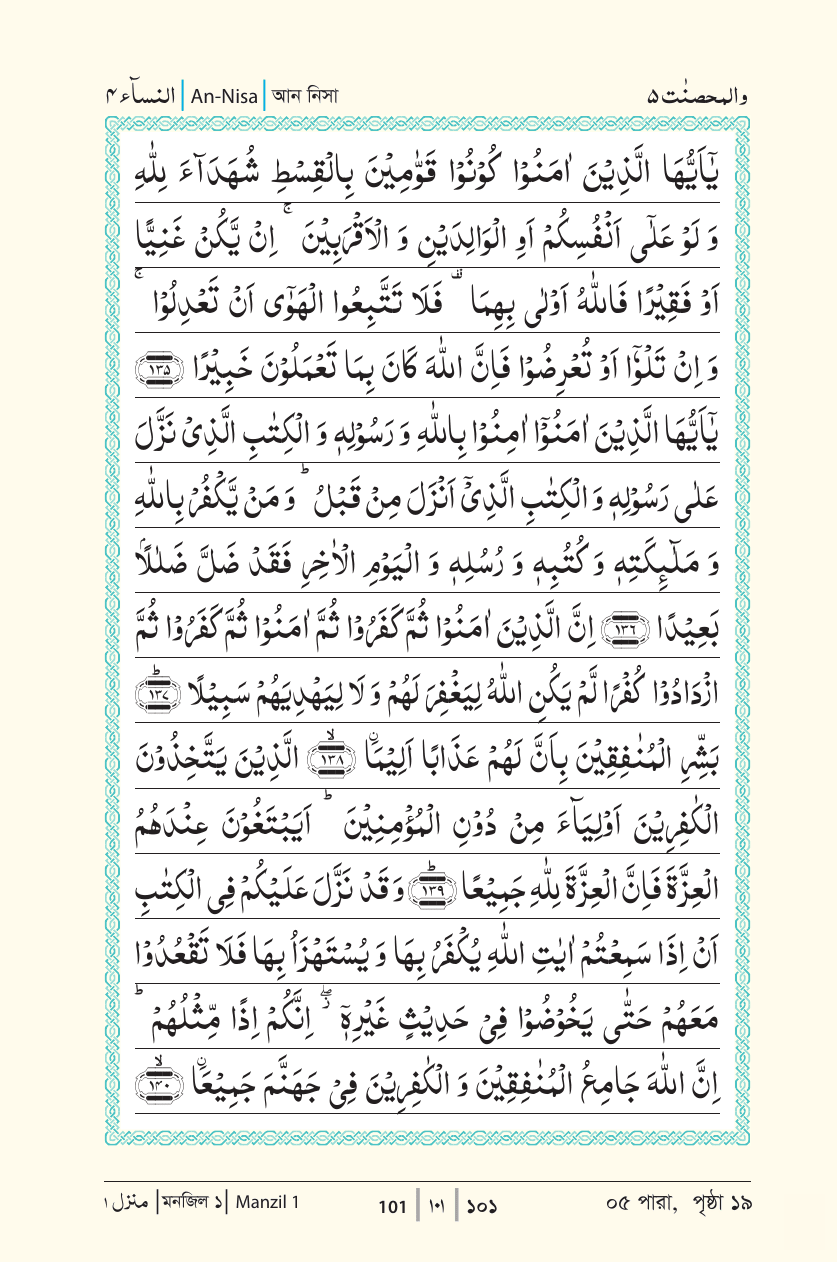 النسآء ۴ | An-Nisa | আন নিসা والمحصنٰت ۵
يٰٓاَيُّهَا الَّذِيْنَ اٰمَنُوْا كُوْنُوْا قَوّٰمِيْنَ بِالْقِسْطِ شُهَدَآءَ لِلّٰهِ
وَ لَوْ عَلٰٓى اَنْفُسِكُمْ اَوِ الْوَالِدَيْنِ وَ الْاَقْرَبِيْنَ ۚ اِنْ يَّكُنْ غَنِيًّا
اَوْ فَقِيْرًا فَاللّٰهُ اَوْلٰى بِهِمَا ۫ فَلَا تَتَّبِعُوا الْهَوٰٓى اَنْ تَعْدِلُوْا ۚ
وَ اِنْ تَلْوٗٓا اَوْ تُعْرِضُوْا فَاِنَّ اللّٰهَ كَانَ بِمَا تَعْمَلُوْنَ خَبِيْرًا ۱۳۵
يٰٓاَيُّهَا الَّذِيْنَ اٰمَنُوْٓا اٰمِنُوْا بِاللّٰهِ وَ رَسُوْلِهٖ وَ الْكِتٰبِ الَّذِيْ نَزَّلَ
عَلٰى رَسُوْلِهٖ وَ الْكِتٰبِ الَّذِيْۤ اَنْزَلَ مِنْ قَبْلُ ؕ وَ مَنْ يَّكْفُرْ بِاللّٰهِ
وَ مَلٰٓئِكَتِهٖ وَ كُتُبِهٖ وَ رُسُلِهٖ وَ الْيَوْمِ الْاٰخِرِ فَقَدْ ضَلَّ ضَلٰلًۢا
بَعِيْدًا ۱۳۶ اِنَّ الَّذِيْنَ اٰمَنُوْا ثُمَّ كَفَرُوْا ثُمَّ اٰمَنُوْا ثُمَّ كَفَرُوْا ثُمَّ
ازْدَادُوْا كُفْرًا لَّمْ يَكُنِ اللّٰهُ لِيَغْفِرَ لَهُمْ وَ لَا لِيَهْدِيَهُمْ سَبِيْلًا ؕ ۱۳۷
بَشِّرِ الْمُنٰفِقِيْنَ بِاَنَّ لَهُمْ عَذَابًا اَلِيْمَاۨ ۙ ۱۳۸ الَّذِيْنَ يَتَّخِذُوْنَ
الْكٰفِرِيْنَ اَوْلِيَآءَ مِنْ دُوْنِ الْمُؤْمِنِيْنَ ؕ اَيَبْتَغُوْنَ عِنْدَهُمُ
الْعِزَّةَ فَاِنَّ الْعِزَّةَ لِلّٰهِ جَمِيْعًا ؕ ۱۳۹ وَ قَدْ نَزَّلَ عَلَيْكُمْ فِي الْكِتٰبِ
اَنْ اِذَا سَمِعْتُمْ اٰيٰتِ اللّٰهِ يُكْفَرُ بِهَا وَ يُسْتَهْزَاُ بِهَا فَلَا تَقْعُدُوْا
مَعَهُمْ حَتّٰى يَخُوْضُوْا فِيْ حَدِيْثٍ غَيْرِهٖۤ ۖ٘ اِنَّكُمْ اِذًا مِّثْلُهُمْ ؕ
اِنَّ اللّٰهَ جَامِعُ الْمُنٰفِقِيْنَ وَ الْكٰفِرِيْنَ فِيْ جَهَنَّمَ جَمِيْعَاۨ ۙ ۱۴۰
منزل ۱ | মনজিল ১ | Manzil 1 101 | ۱۰۱ | ১০১ ০৫ পারা, পৃষ্ঠা ১৯